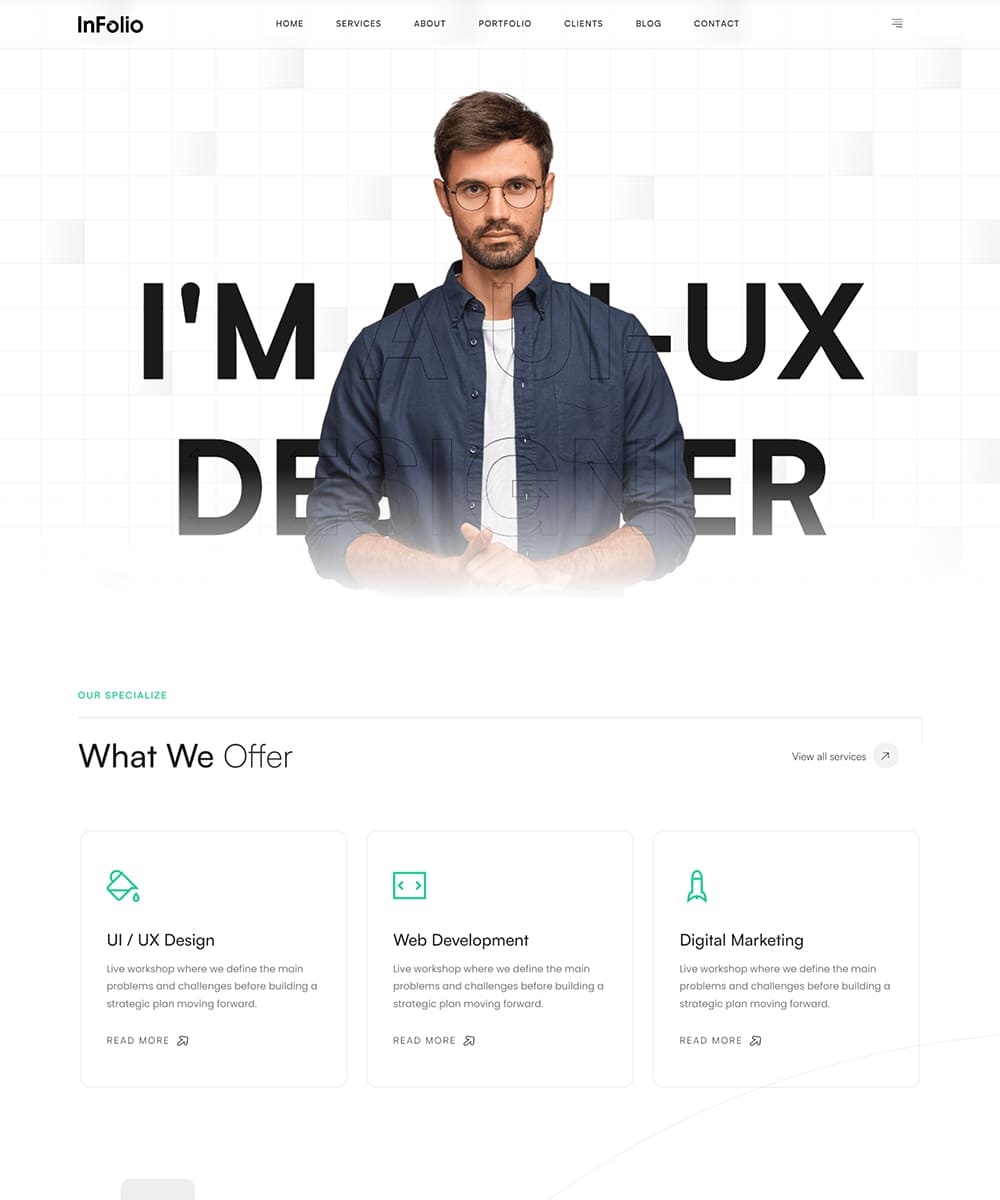 InFolio
HOME SERVICES ABOUT PORTFOLIO CLIENTS BLOG CONTACT
I'M A UI-UX
DESIGNER
OUR SPECIALIZE
What We Offer
View all services
UI / UX Design
Live workshop where we define the main
problems and challenges before building a
strategic plan moving forward.
READ MORE
Web Development
Live workshop where we define the main
problems and challenges before building a
strategic plan moving forward.
READ MORE
Digital Marketing
Live workshop where we define the main
problems and challenges before building a
strategic plan moving forward.
READ MORE